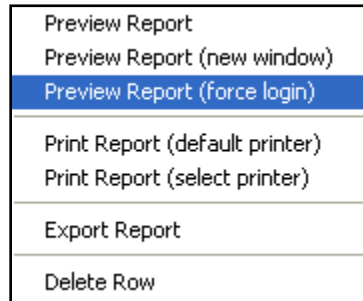 Preview Report
Preview Report (new window)
Preview Report (force login)
Print Report (default printer)
Print Report (select printer)
Export Report
Delete Row